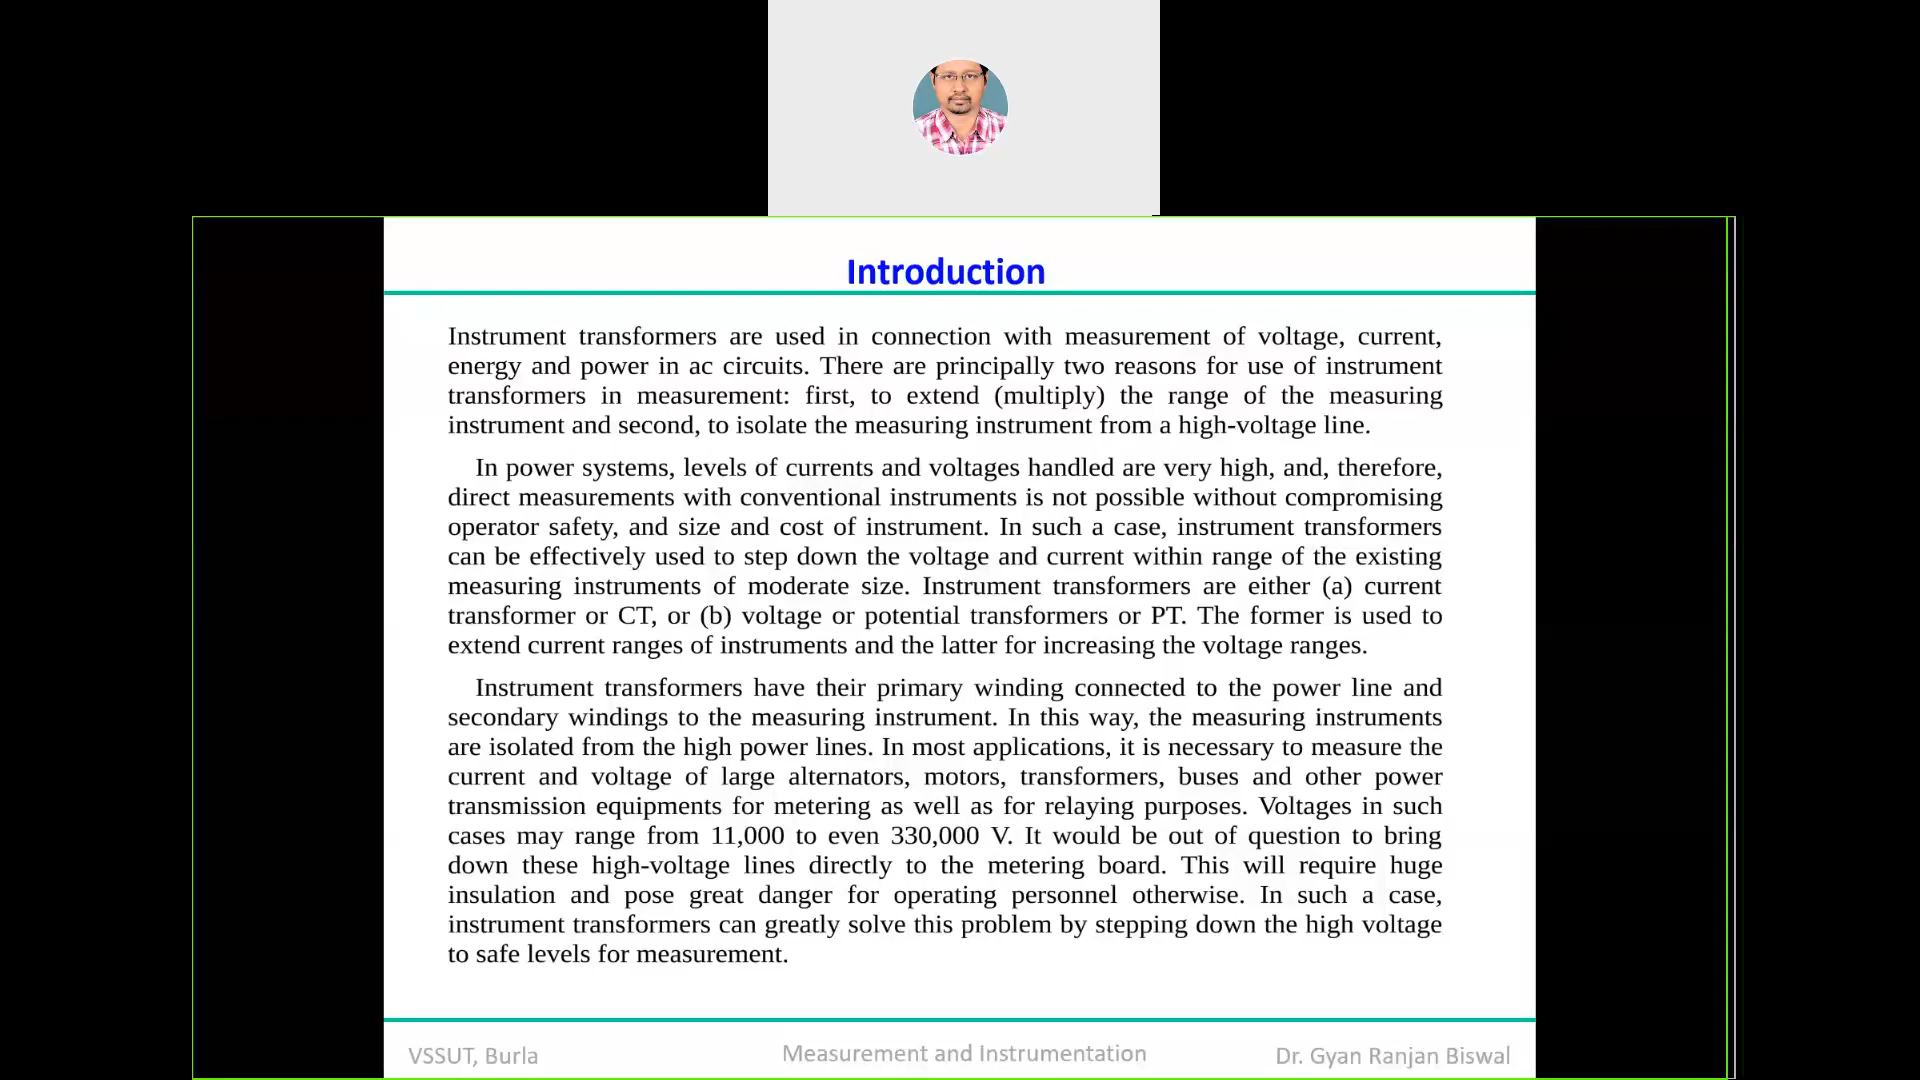 Introduction
Instrument transformers are used in connection with measurement of voltage, current,
energy and power in ac circuits. There are principally two reasons for use of instrument
transformers in measurement: first, to extend (multiply) the range of the measuring
instrument and second, to isolate the measuring instrument from a high-voltage line.
In power systems, levels of currents and voltages handled are very high, and, therefore,
direct measurements with conventional instruments is not possible without compromising
operator safety, and size and cost of instrument. In such a case, instrument transformers
can be effectively used to step down the voltage and current within range of the existing
measuring instruments of moderate size. Instrument transformers are either (a) current
transformer or CT, or (b) voltage or potential transformers or PT. The former is used to
extend current ranges of instruments and the latter for increasing the voltage ranges.
Instrument transformers have their primary winding connected to the power line and
secondary windings to the measuring instrument. In this way, the measuring instruments
are isolated from the high power lines. In most applications, it is necessary to measure the
current and voltage of large alternators, motors, transformers, buses and other power
transmission equipments for metering as well as for relaying purposes. Voltages in such
cases may range from 11,000 to even 330,000 V. It would be out of question to bring
down these high-voltage lines directly to the metering board. This will require huge
insulation and pose great danger for operating personnel otherwise. In such a case,
instrument transformers can greatly solve this problem by stepping down the high voltage
to safe levels for measurement.
VSSUT, Burla
Measurement and Instrumentation
Dr. Gyan Ranjan Biswal